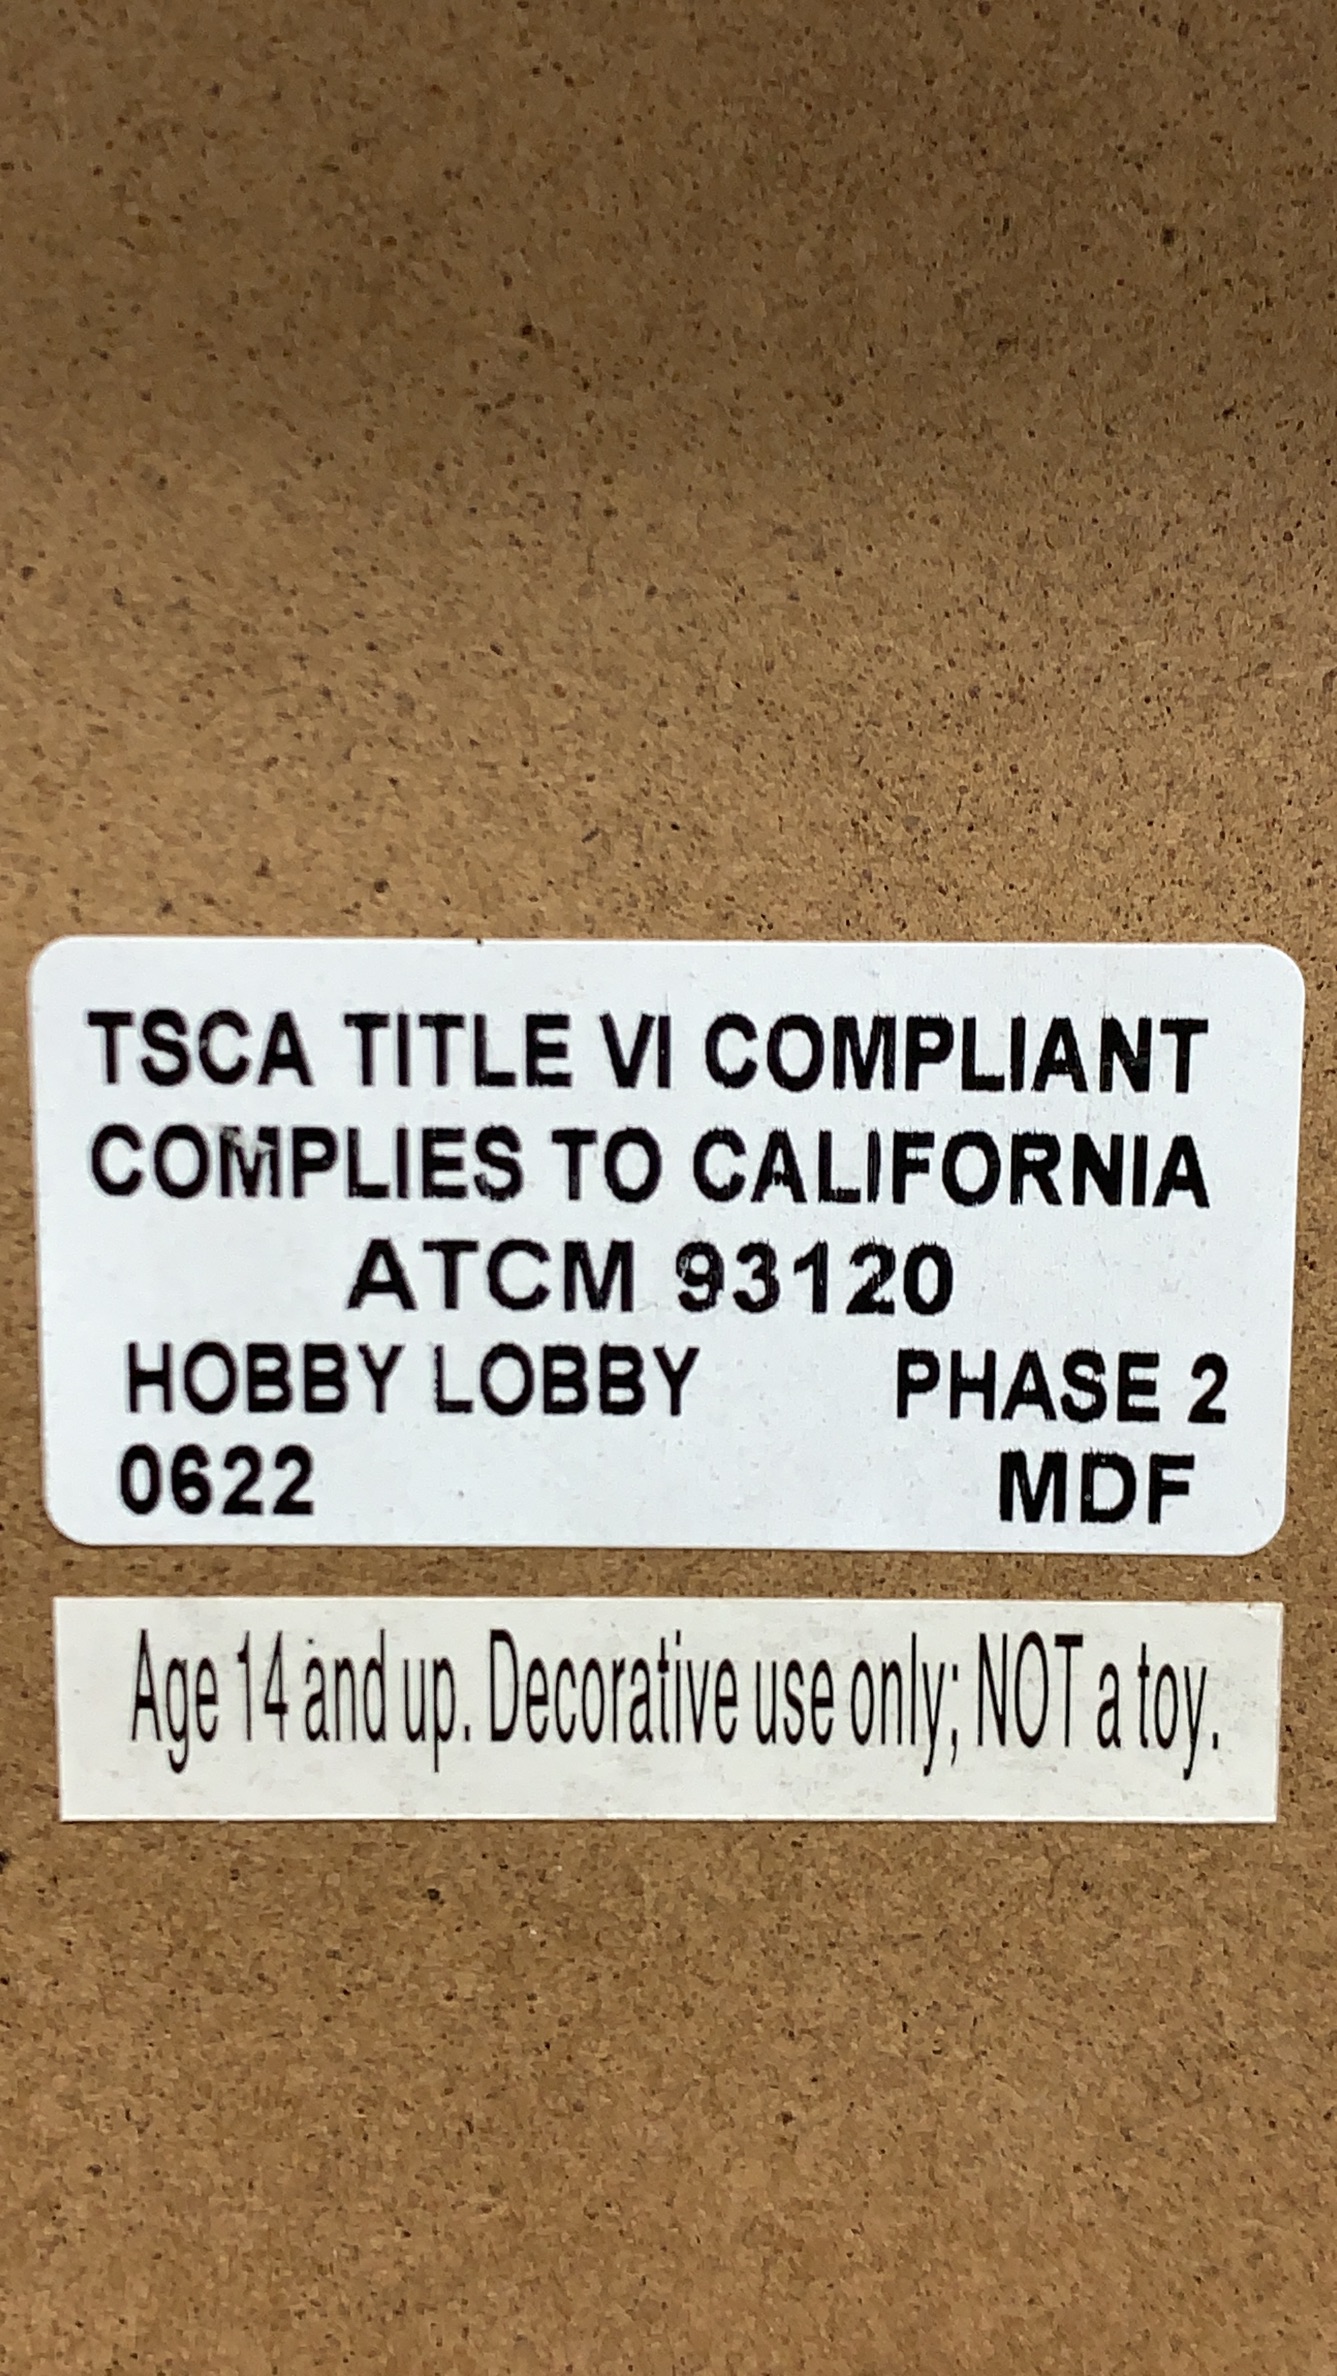 TSCA TITLE VI COMPLIANT
COMPLIES TO CALIFORNIA
ATCM 93120
HOBBY LOBBY PHASE 2
0622 MDF
Age 14 and up. Decorative use only; NOT a toy.